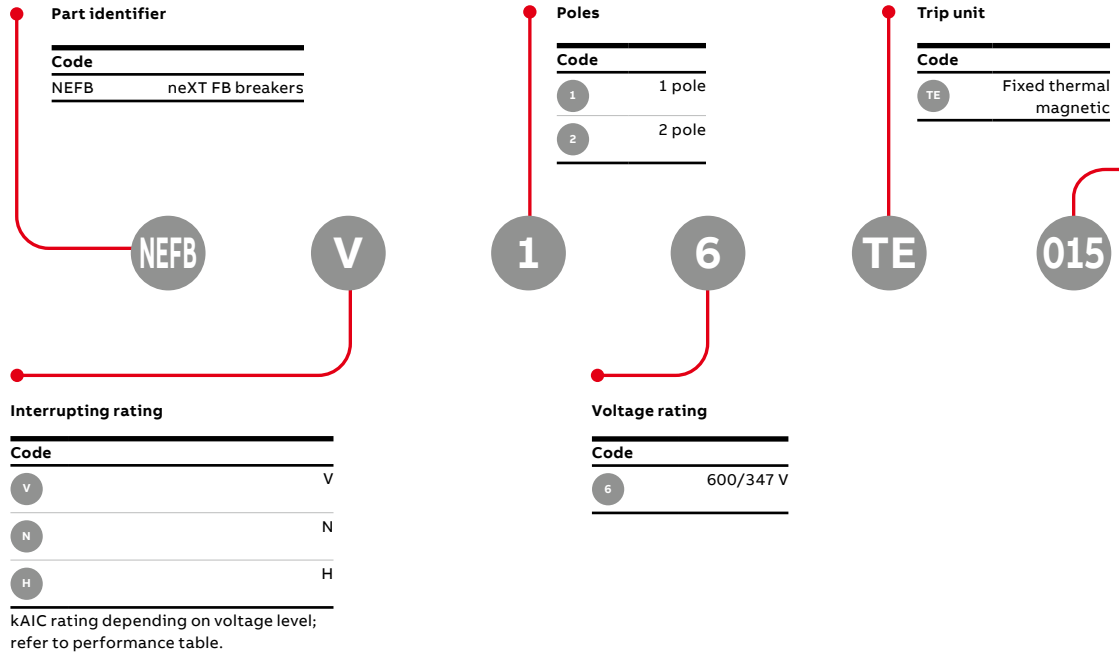 Part identifier
Code
NEFB neXT FB breakers
Poles
Code
1 1 pole
2 2 pole
Trip unit
Code
TE Fixed thermal
magnetic
NEFB V 1 6 TE 015
Interrupting rating
Code
V V
N N
H H
kAIC rating depending on voltage level;
refer to performance table.
Voltage rating
Code
6 600/347 V